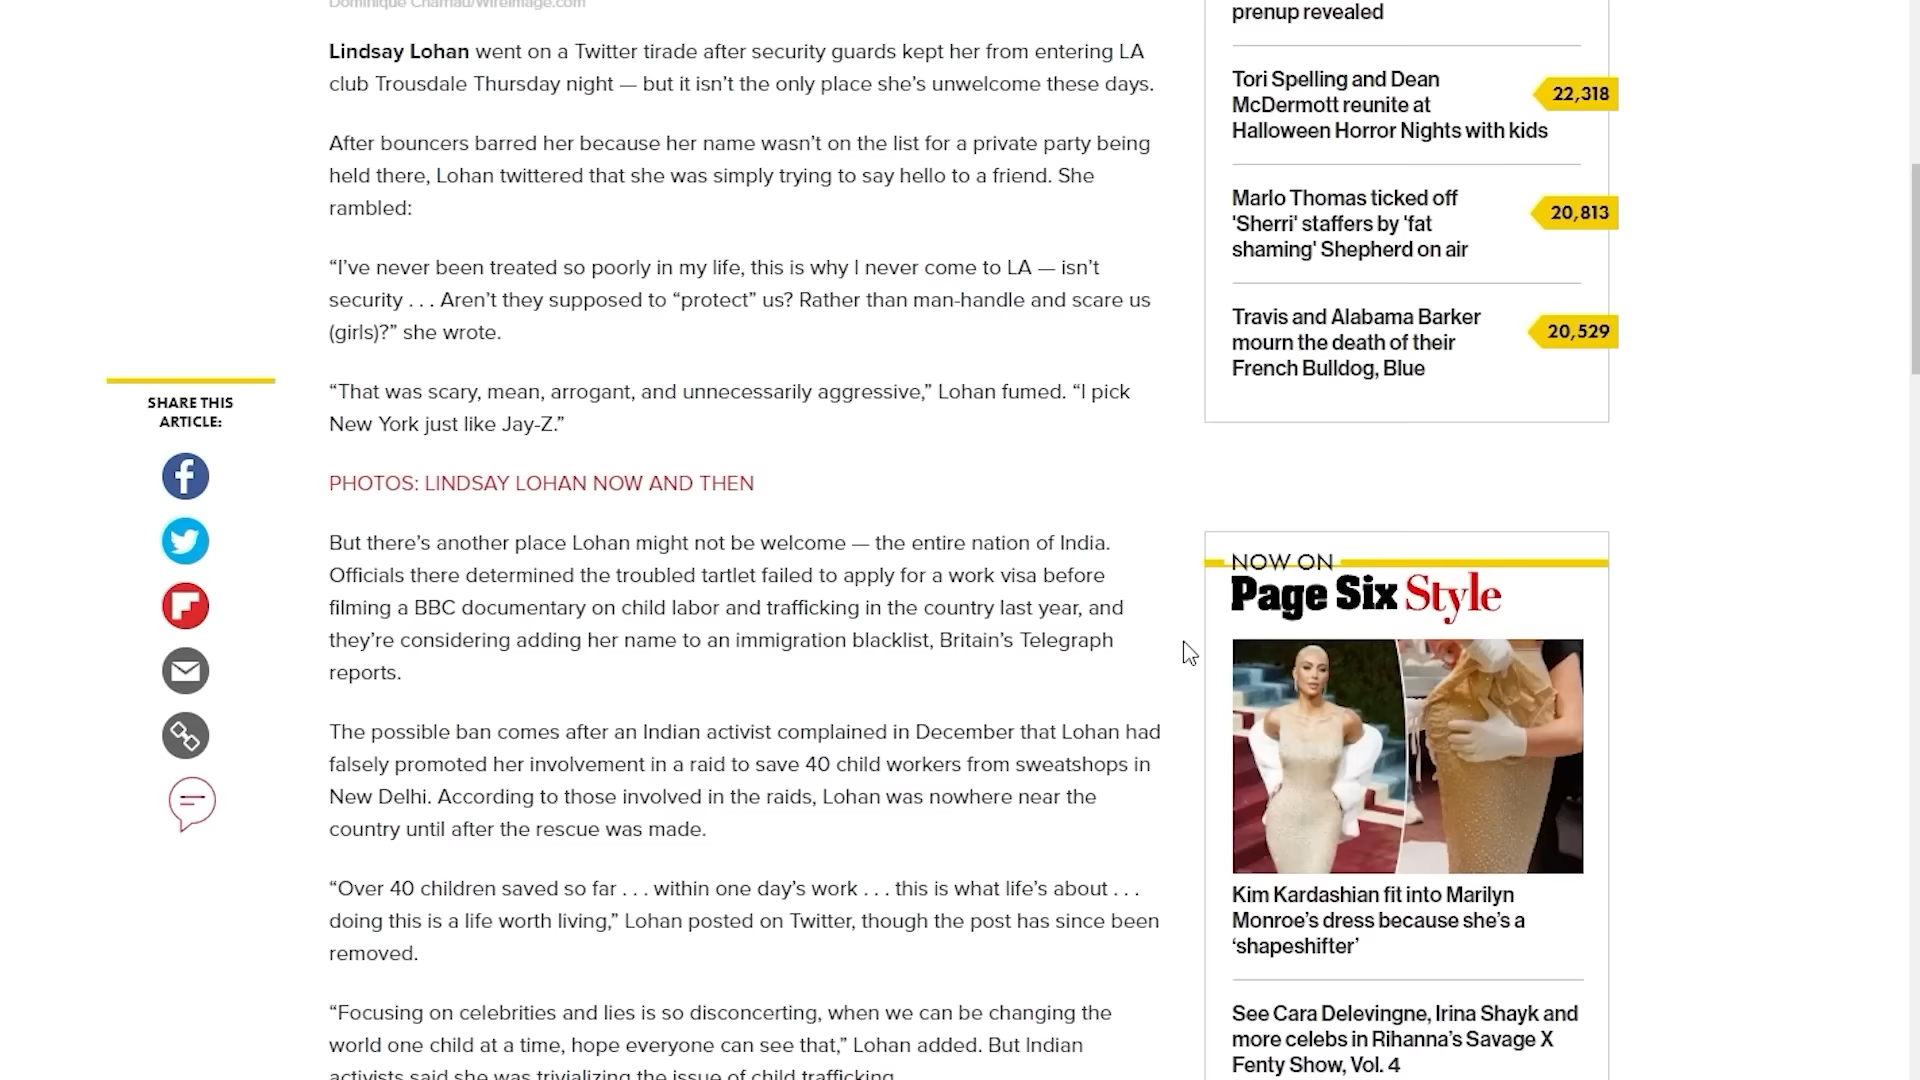 Dominique Charriau/WireImage.com
Lindsay Lohan went on a Twitter tirade after security guards kept her from entering LA
club Trousdale Thursday night — but it isn’t the only place she’s unwelcome these days.
After bouncers barred her because her name wasn’t on the list for a private party being
held there, Lohan twittered that she was simply trying to say hello to a friend. She
rambled:
“I’ve never been treated so poorly in my life, this is why I never come to LA — isn’t
security . . . Aren’t they supposed to “protect” us? Rather than man-handle and scare us
(girls)?” she wrote.
“That was scary, mean, arrogant, and unnecessarily aggressive,” Lohan fumed. “I pick
New York just like Jay-Z.”
PHOTOS: LINDSAY LOHAN NOW AND THEN
But there’s another place Lohan might not be welcome — the entire nation of India.
Officials there determined the troubled tartlet failed to apply for a work visa before
filming a BBC documentary on child labor and trafficking in the country last year, and
they’re considering adding her name to an immigration blacklist, Britain’s Telegraph
reports.
The possible ban comes after an Indian activist complained in December that Lohan had
falsely promoted her involvement in a raid to save 40 child workers from sweatshops in
New Delhi. According to those involved in the raids, Lohan was nowhere near the
country until after the rescue was made.
“Over 40 children saved so far . . . within one day’s work . . . this is what life’s about . . .
doing this is a life worth living,” Lohan posted on Twitter, though the post has since been
removed.
“Focusing on celebrities and lies is so disconcerting, when we can be changing the
world one child at a time, hope everyone can see that,” Lohan added. But Indian
activists said she was trivializing the issue of child trafficking.
SHARE THIS
ARTICLE:
prenup revealed
Tori Spelling and Dean
McDermott reunite at
Halloween Horror Nights with kids
22,318
Marlo Thomas ticked off
'Sherri' staffers by 'fat
shaming' Shepherd on air
20,813
Travis and Alabama Barker
mourn the death of their
French Bulldog, Blue
20,529
NOW ON
Page Six Style
Kim Kardashian fit into Marilyn
Monroe’s dress because she’s a
‘shapeshifter’
See Cara Delevingne, Irina Shayk and
more celebs in Rihanna’s Savage X
Fenty Show, Vol. 4